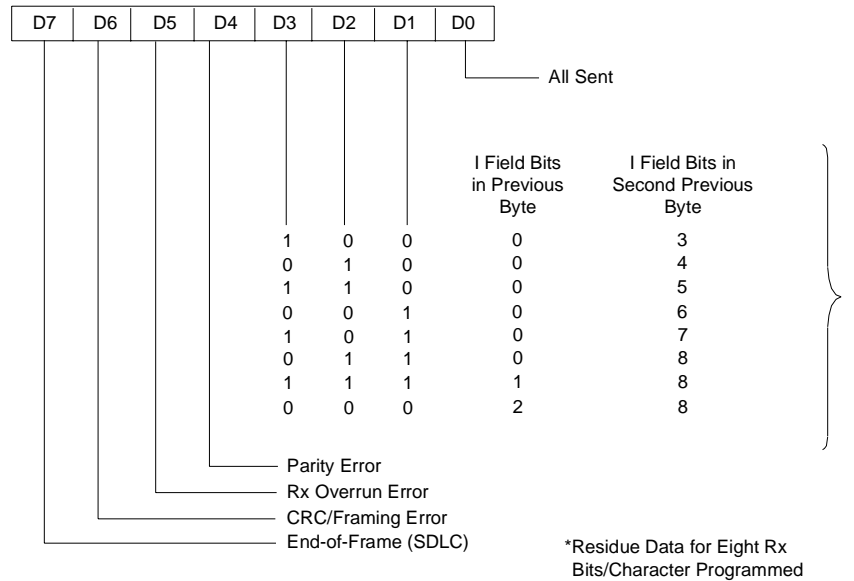 D7 D6 D5 D4 D3 D2 D1 D0
All Sent
I Field Bits in Previous Byte
I Field Bits in Second Previous Byte
1 0 0 0 3
0 1 0 0 4
1 1 0 0 5
0 0 1 0 6
1 0 1 0 7
0 1 1 0 8
1 1 1 1 8
0 0 0 2 8
Parity Error
Rx Overrun Error
CRC/Framing Error
End-of-Frame (SDLC)
*Residue Data for Eight Rx
Bits/Character Programmed